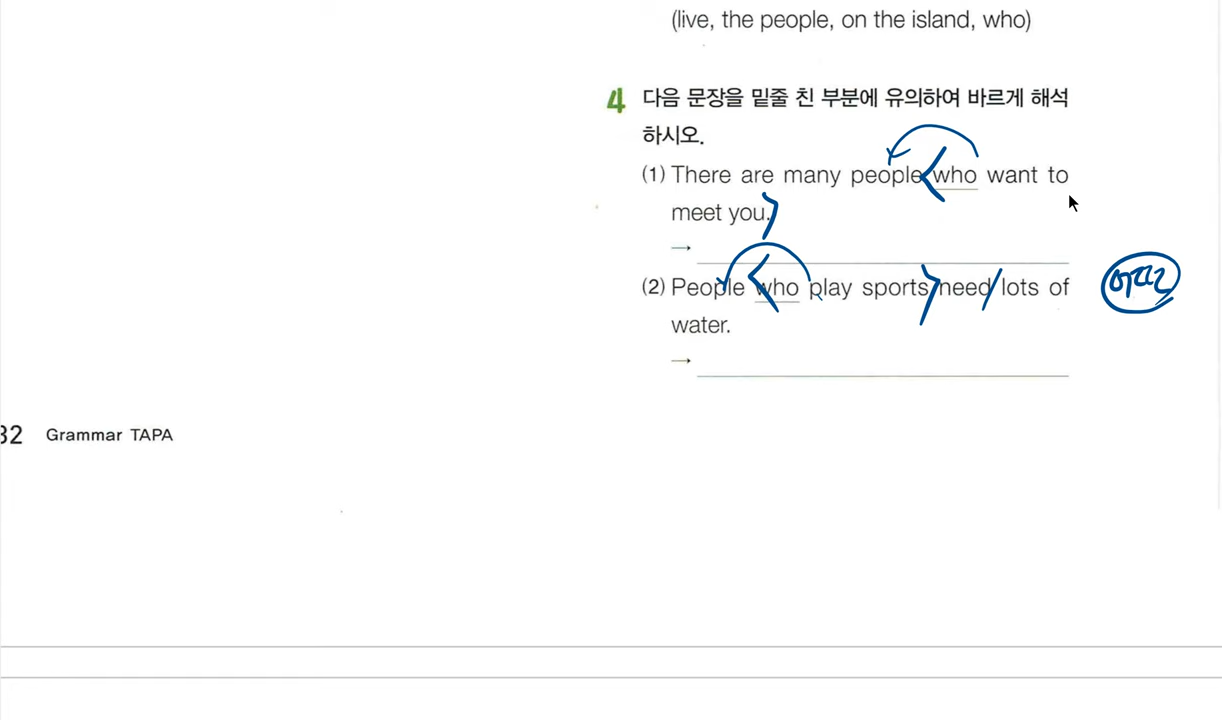 (live, the people, on the island, who)
4 다음 문장을 밑줄 친 부분에 유의하여 바르게 해석
하시오.
(1) There are many people who want to
meet you.
→
(2) People who play sports need lots of
water.
→
32 Grammar TAPA